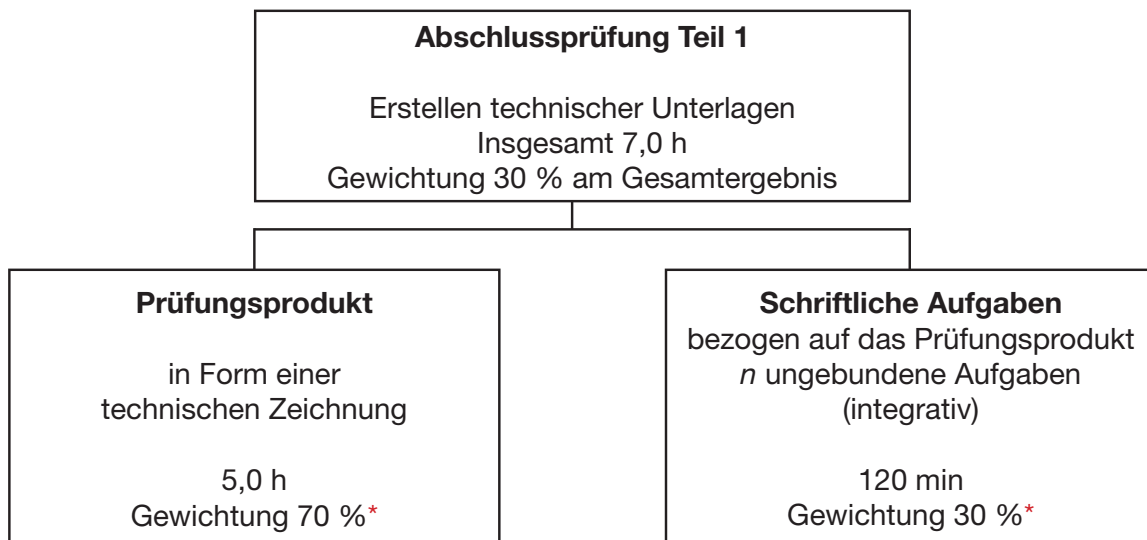 Abschlussprüfung Teil 1
Erstellen technischer Unterlagen
Insgesamt 7,0 h
Gewichtung 30 % am Gesamtergebnis
Prüfungsprodukt
in Form einer
technischen Zeichnung
5,0 h
Gewichtung 70 %*
Schriftliche Aufgaben
bezogen auf das Prüfungsprodukt
n ungebundene Aufgaben
(integrativ)
120 min
Gewichtung 30 %*